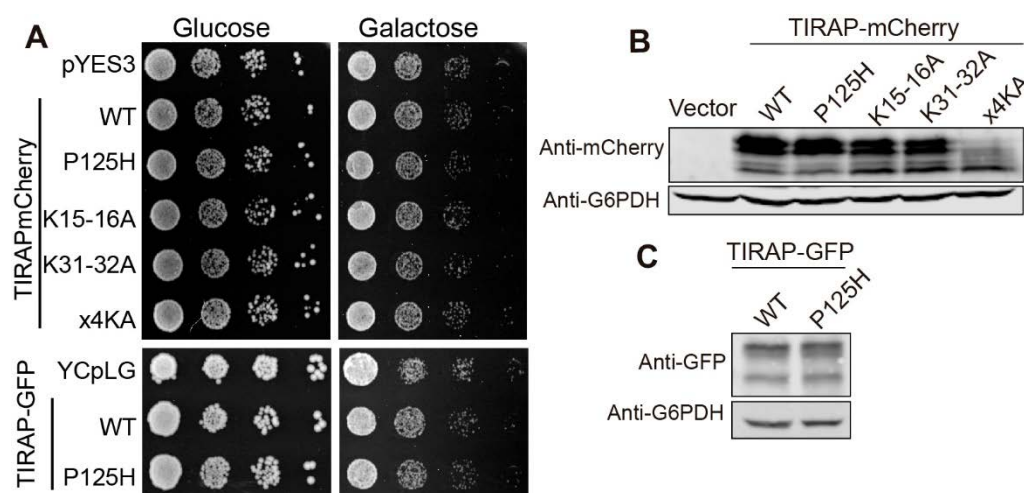 A
Glucose
Galactose
pYES3
WT
P125H
K15-16A
K31-32A
x4KA
TIRAPmCherry
YCpLG
WT
P125H
TIRAP-GFP
B
TIRAP-mCherry
Vector
WT
P125H
K15-16A
K31-32A
x4KA
Anti-mCherry
Anti-G6PDH
C
TIRAP-GFP
WT
P125H
Anti-GFP
Anti-G6PDH